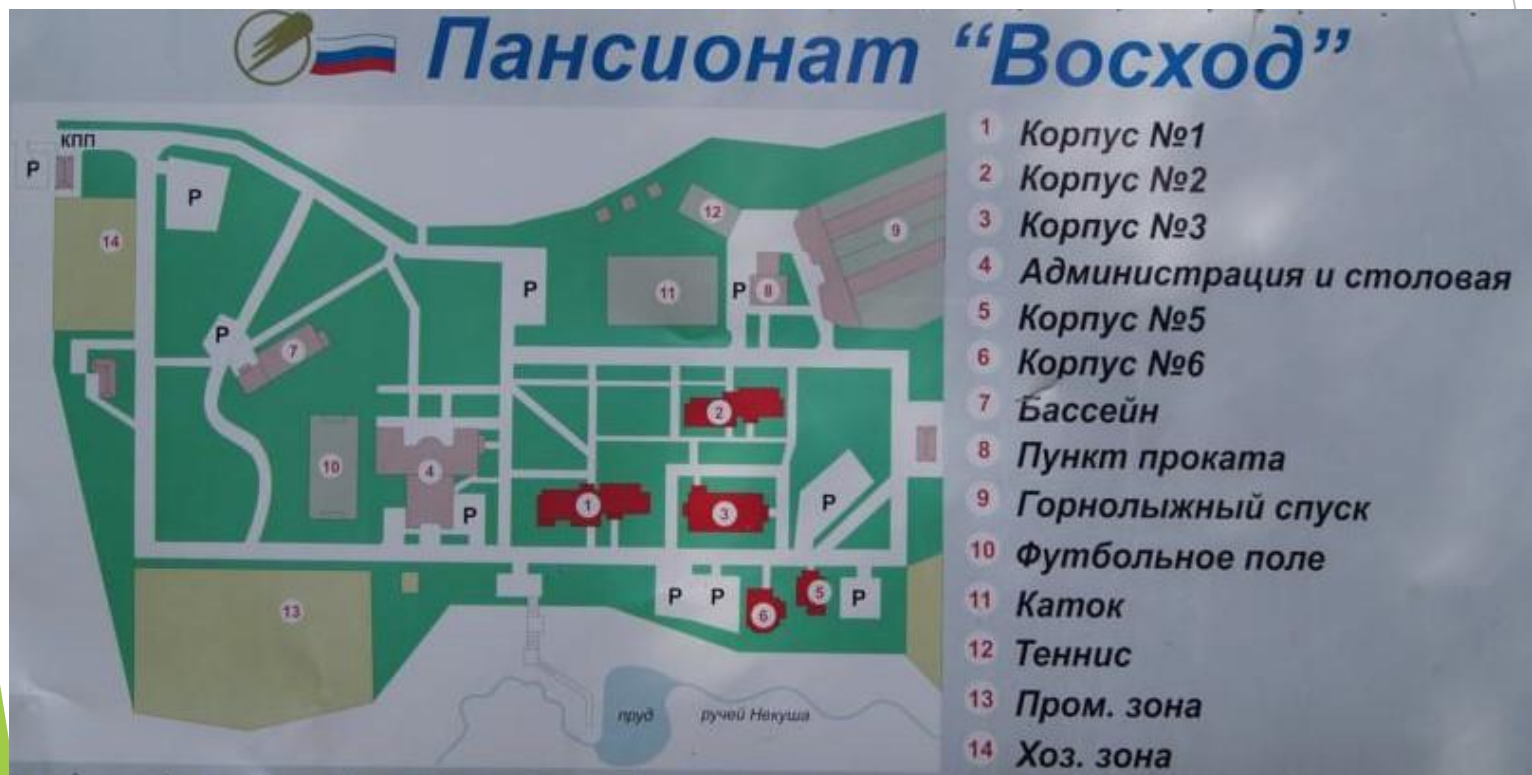 Пансионат “Восход”
КПП
P
P
14
12
9
P
11
P
8
P
7
2
10
4
1
3
P
P
13
P
P
6
5
P
пруд
ручей Некуша
1 Корпус №1
2 Корпус №2
3 Корпус №3
4 Администрация и столовая
5 Корпус №5
6 Корпус №6
7 Бассейн
8 Пункт проката
9 Горнолыжный спуск
10 Футбольное поле
11 Каток
12 Теннис
13 Пром. зона
14 Хоз. зона